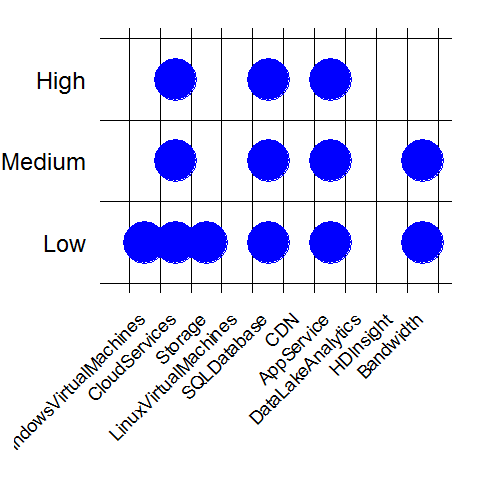 High
Medium
Low
ndowsVirtualMachines
CloudServices
Storage
LinuxVirtualMachines
SQLDatabase
CDN
AppService
DataLakeAnalytics
HDInsight
Bandwidth